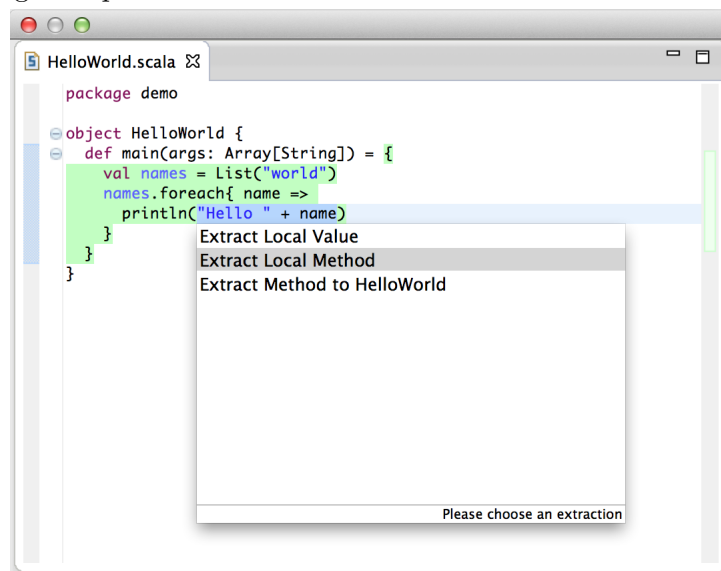 HelloWorld.scala
package demo
object HelloWorld {
def main(args: Array[String]) = {
val names = List("world")
names.foreach{ name =>
println("Hello " + name)
}
}
}
Extract Local Value
Extract Local Method
Extract Method to HelloWorld
Please choose an extraction